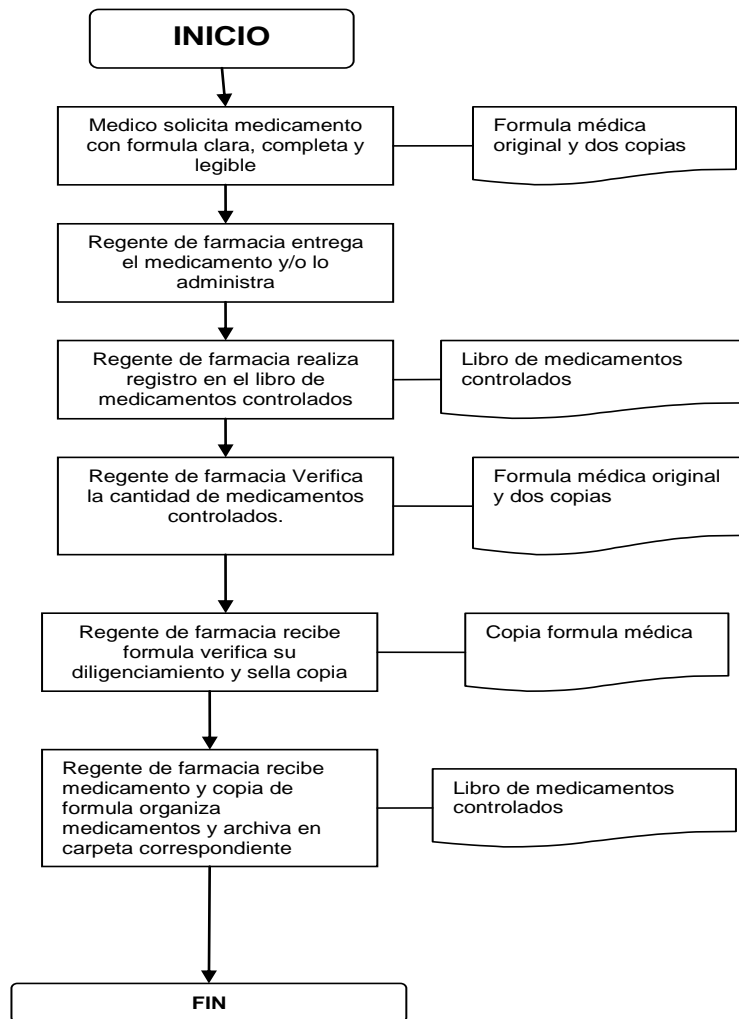 INICIO
Medico solicita medicamento
con formula clara, completa y
legible
Formula médica
original y dos copias
Regente de farmacia entrega
el medicamento y/o lo
administra
Regente de farmacia realiza
registro en el libro de
medicamentos controlados
Libro de medicamentos
controlados
Regente de farmacia Verifica
la cantidad de medicamentos
controlados.
Formula médica original
y dos copias
Regente de farmacia recibe
formula verifica su
diligenciamiento y sella copia
Copia formula médica
Regente de farmacia recibe
medicamento y copia de
formula organiza
medicamentos y archiva en
carpeta correspondiente
Libro de medicamentos
controlados
FIN